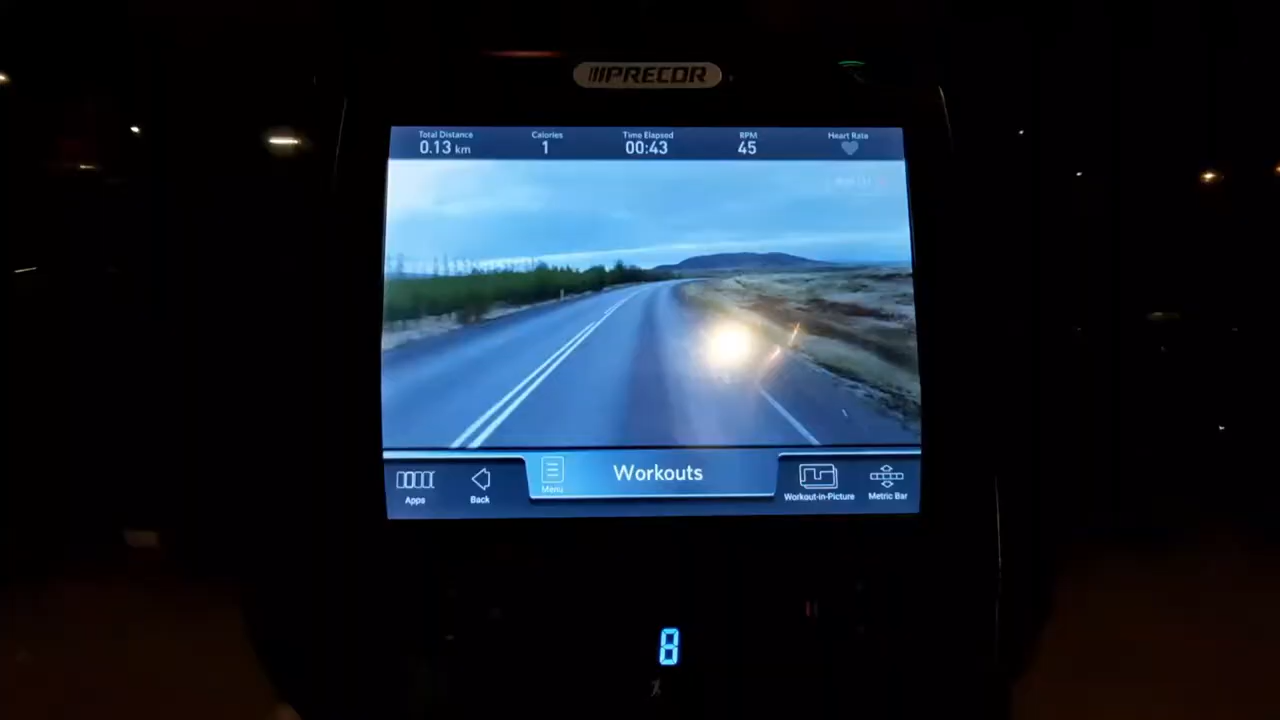 PRECOR
Total Distance Calories Time Elapsed RPM Heart Rate
0.13 km 1 00:43 45
Workouts
Apps Back Menu Workout-in-Picture Metric Bar
8